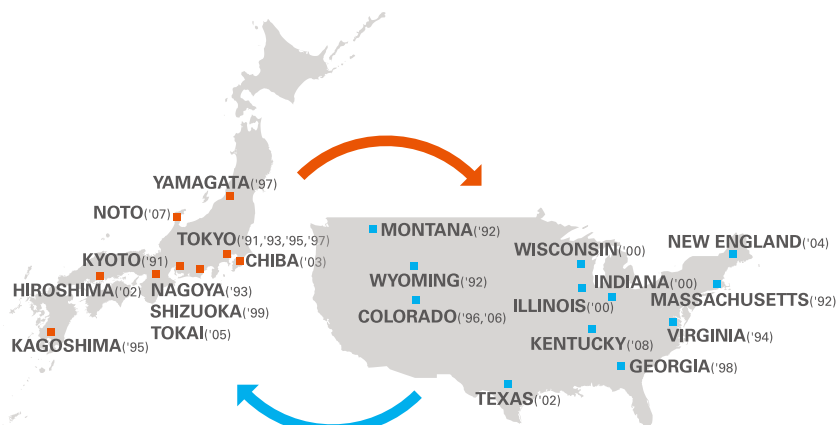 YAMAGATA('97)
NOTO('07)
TOKYO('91,'93,'95,'97)
KYOTO('91)
CHIBA('03)
HIROSHIMA('02)
NAGOYA('93)
SHIZUOKA('99)
TOKAI('05)
KAGOSHIMA('95)
MONTANA('92)
WISCONSIN('00)
NEW ENGLAND('04)
WYOMING('92)
INDIANA('00)
ILLINOIS('00)
MASSACHUSETTS('92)
COLORADO('96,'06)
KENTUCKY('08)
VIRGINIA('94)
GEORGIA('98)
TEXAS('02)